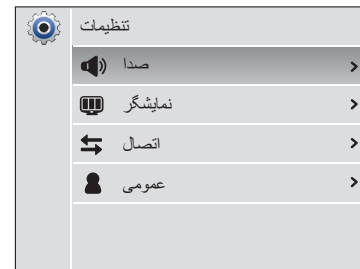 تنظیمات
صدا
نمایشگر
اتصال
عمومی